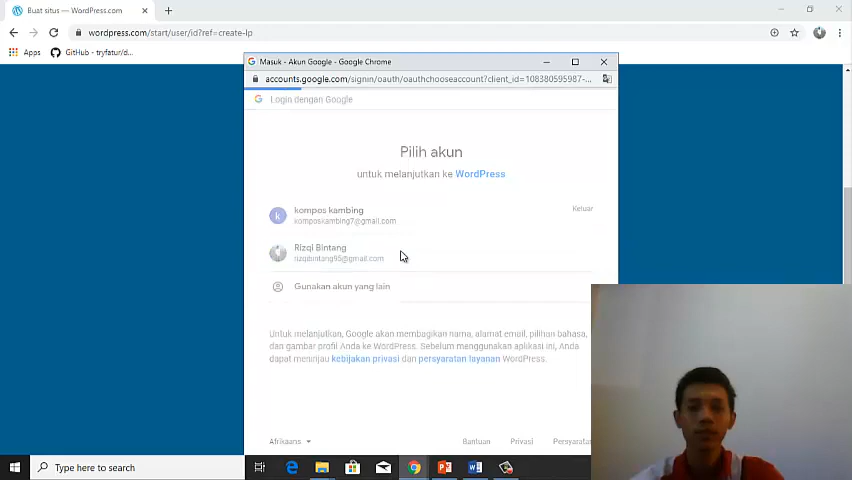 Buat situs — WordPress.com
wordpress.com/start/user/id?ref=create-lp
Apps
GitHub - tryfatur/d...
Masuk - Akun Google - Google Chrome
accounts.google.com/signin/oauth/oauthchooseaccount?client_id=108380595987-...
Login dengan Google
Pilih akun
untuk melanjutkan ke WordPress
k
kompos kambing
komposkambing7@gmail.com
Keluar
Rizqi Bintang
rizqibintang95@gmail.com
Gunakan akun yang lain
Untuk melanjutkan, Google akan membagikan nama, alamat email, pilihan bahasa,
dan gambar profil Anda ke WordPress. Sebelum menggunakan aplikasi ini, Anda
dapat meninjau kebijakan privasi dan persyaratan layanan WordPress.
Afrikaans
Bantuan
Privasi
Persyarata
Type here to search